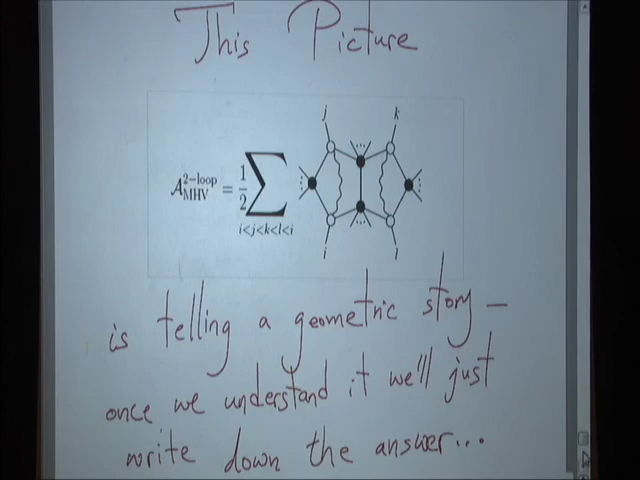 This Picture
j k
A 2-loop MHV = 1/2 ∑ i<j<k<l<i
i l
is telling a geometric story —
once we understand it we'll just
write down the answer...